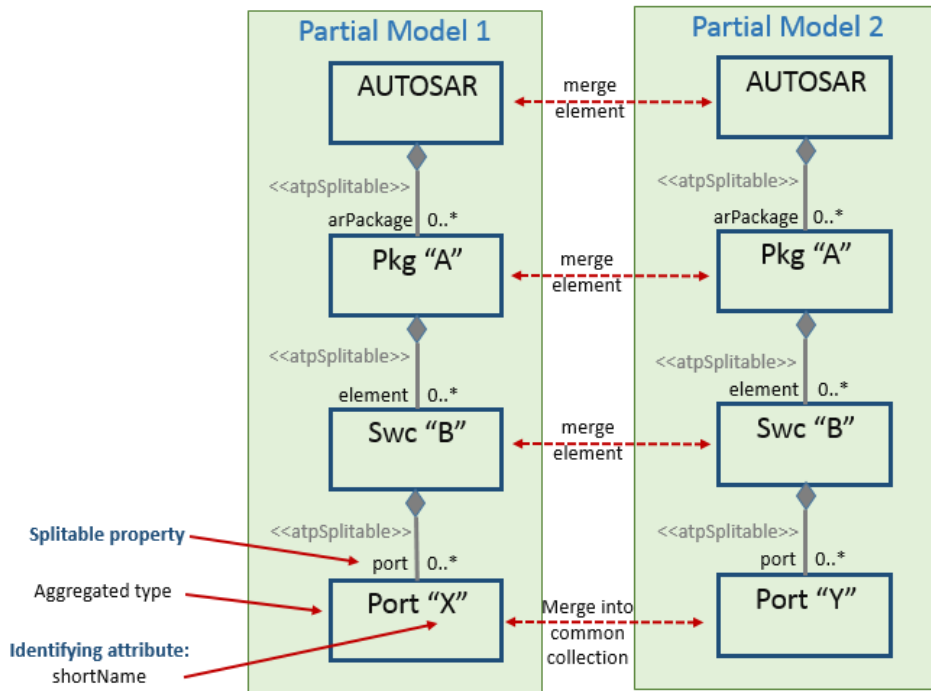 Partial Model 1
AUTOSAR
<<atpSplitable>>
arPackage 0..*
Pkg “A”
<<atpSplitable>>
element 0..*
Swc “B”
<<atpSplitable>>
port 0..*
Port “X”
merge
element
merge
element
merge
element
Merge into
common
collection
Partial Model 2
AUTOSAR
<<atpSplitable>>
arPackage 0..*
Pkg “A”
<<atpSplitable>>
element 0..*
Swc “B”
<<atpSplitable>>
port 0..*
Port “Y”
Splitable property
Aggregated type
Identifying attribute:
shortName